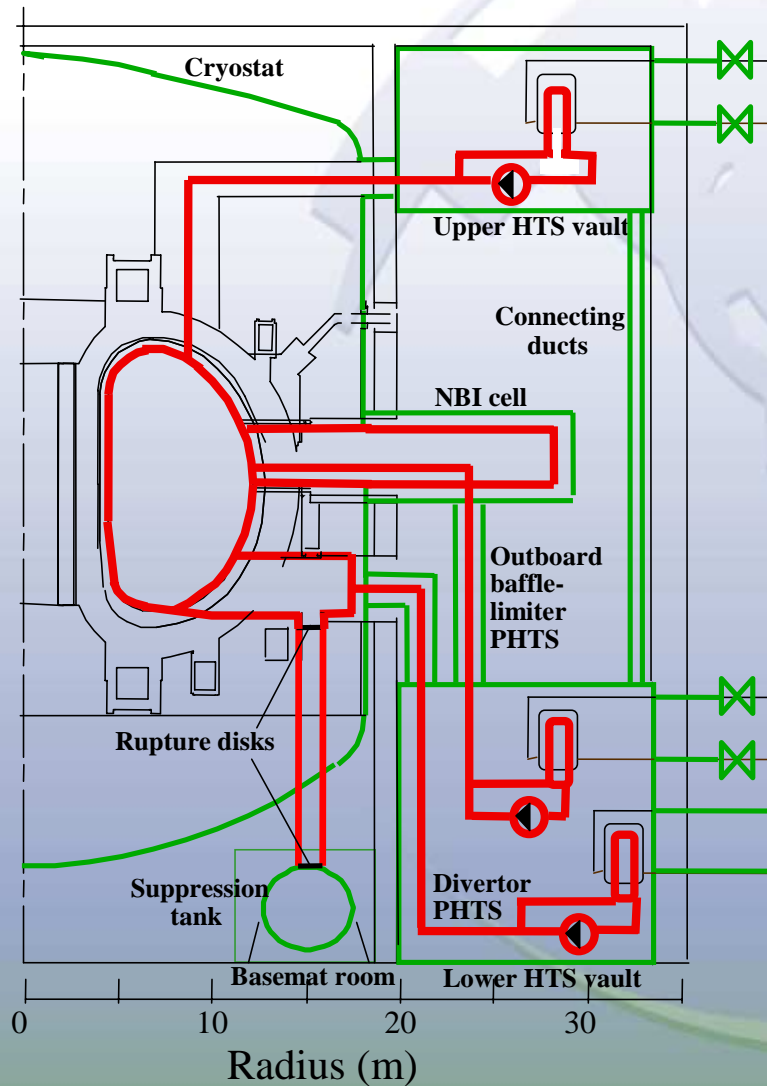 Cryostat
Upper HTS vault
Connecting
ducts
NBI cell
Outboard
baffle-
limiter
PHTS
Rupture disks
Suppression
tank
Divertor
PHTS
Basemat room
Lower HTS vault
0 10 20 30
Radius (m)